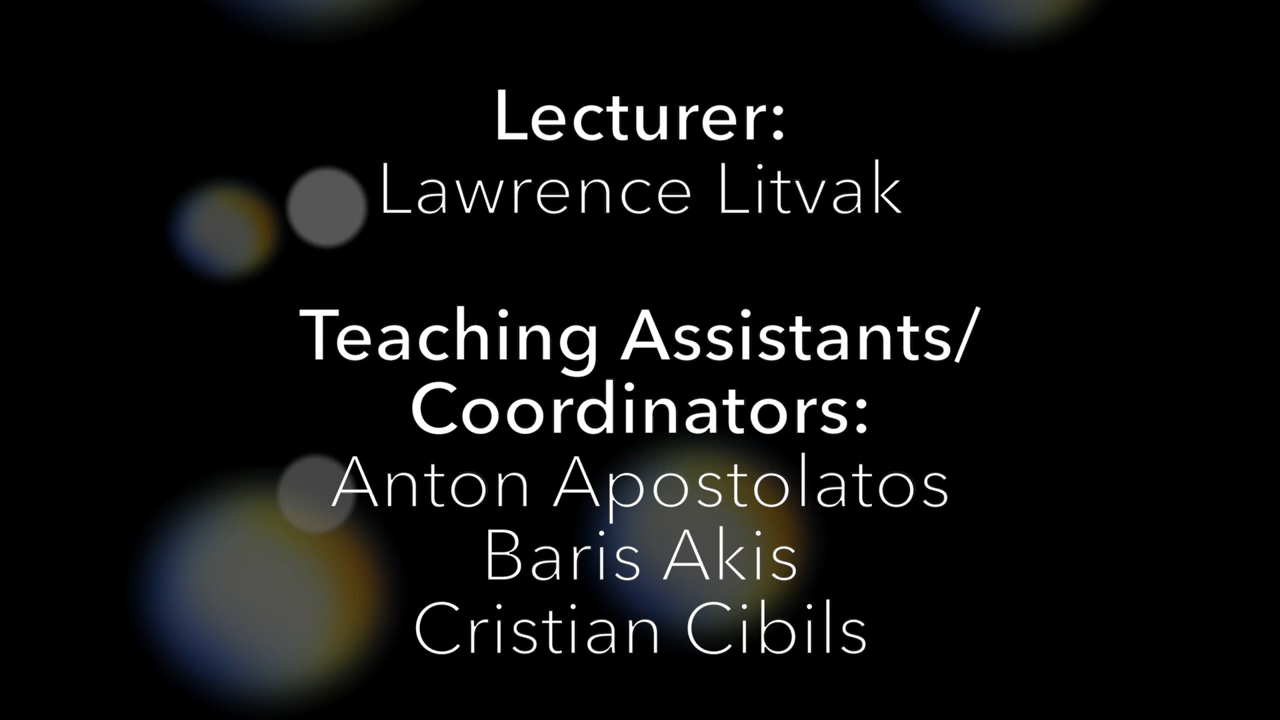 Lecturer:
Lawrence Litvak
Teaching Assistants/
Coordinators:
Anton Apostolatos
Baris Akis
Cristian Cibils